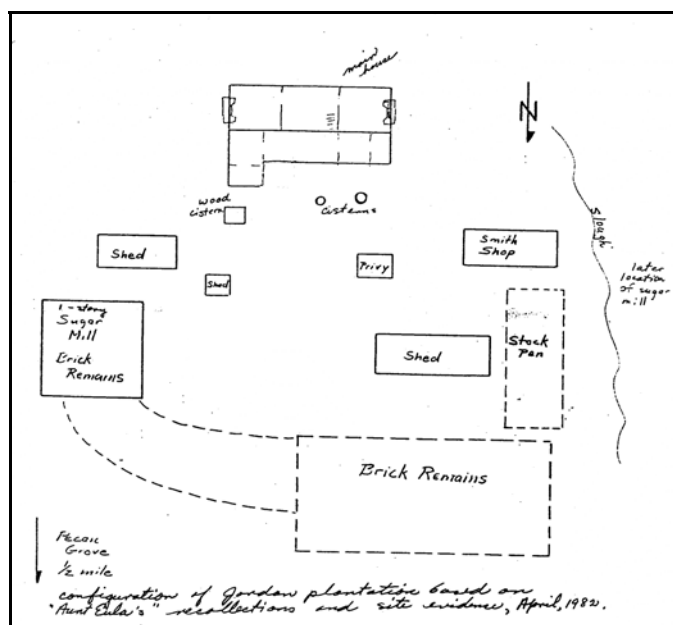 main
house
N
wood
cistern
cisterns
Slough
Shed
Smith
Shop
Privy
Shed
later
location
of sugar
mill
1-story
Sugar
Mill
Brick
Remains
Stock
Pen
Shed
Brick Remains
Pecan
Grove
1/2 mile
configuration of Jordan plantation based on
"Aunt Eula's" recollections and site evidence, April, 1982.